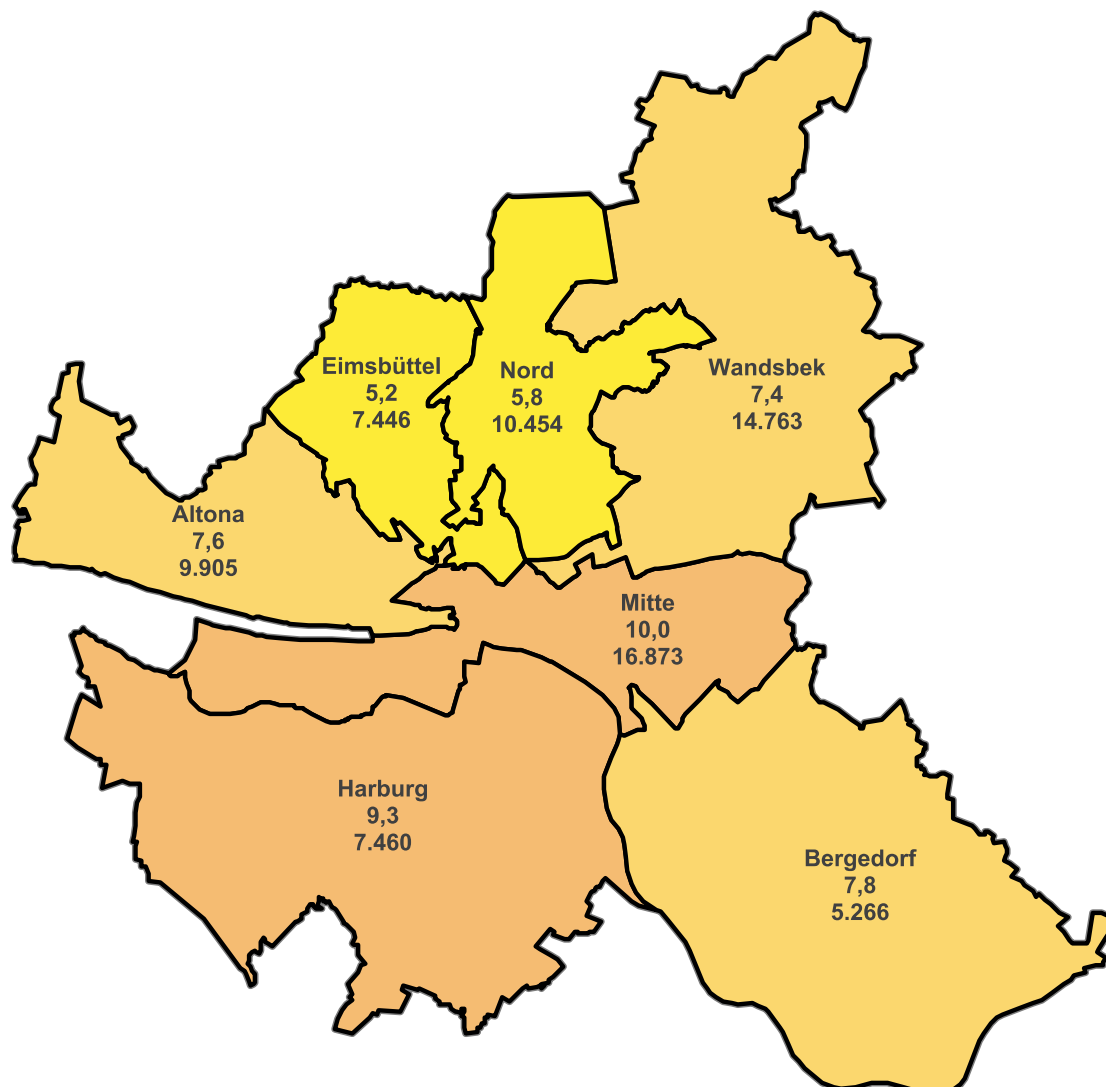 Eimsbüttel
5,2
7.446
Nord
5,8
10.454
Wandsbek
7,4
14.763
Altona
7,6
9.905
Mitte
10,0
16.873
Harburg
9,3
7.460
Bergedorf
7,8
5.266